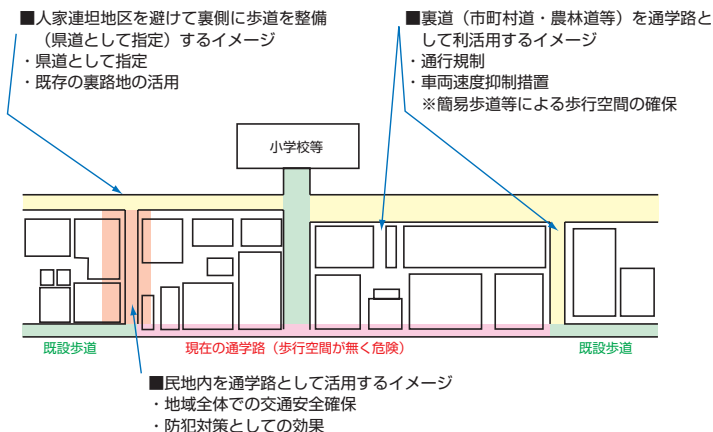 ■人家連坦地区を避けて裏側に歩道を整備
（県道として指定）するイメージ
・県道として指定
・既存の裏路地の活用
■裏道（市町村道・農林道等）を通学路と
して利活用するイメージ
・通行規制
・車両速度抑制措置
※簡易歩道等による歩行空間の確保
小学校等
既設歩道
現在の通学路（歩行空間が無く危険）
既設歩道
■民地内を通学路として活用するイメージ
・地域全体での交通安全確保
・防犯対策としての効果